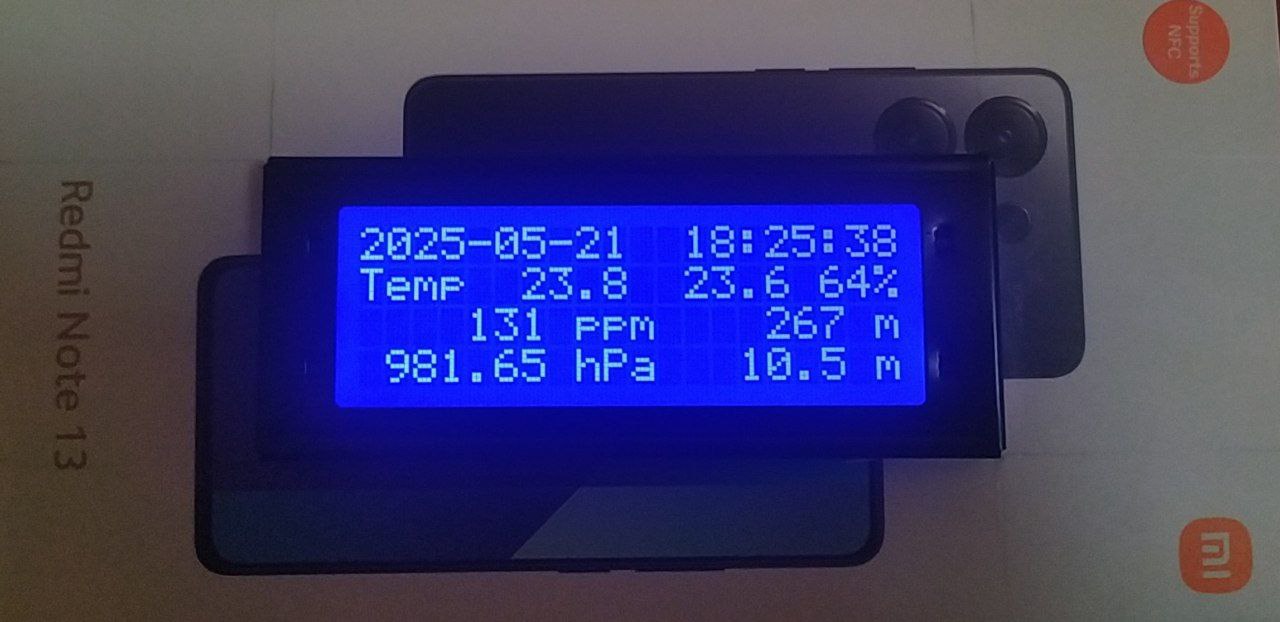 Supports
NFC
2025-05-21 18:25:38
Temp 23.8 23.6 64%
131 ppm 267 m
981.65 hPa 10.5 m
Redmi Note 13
mi